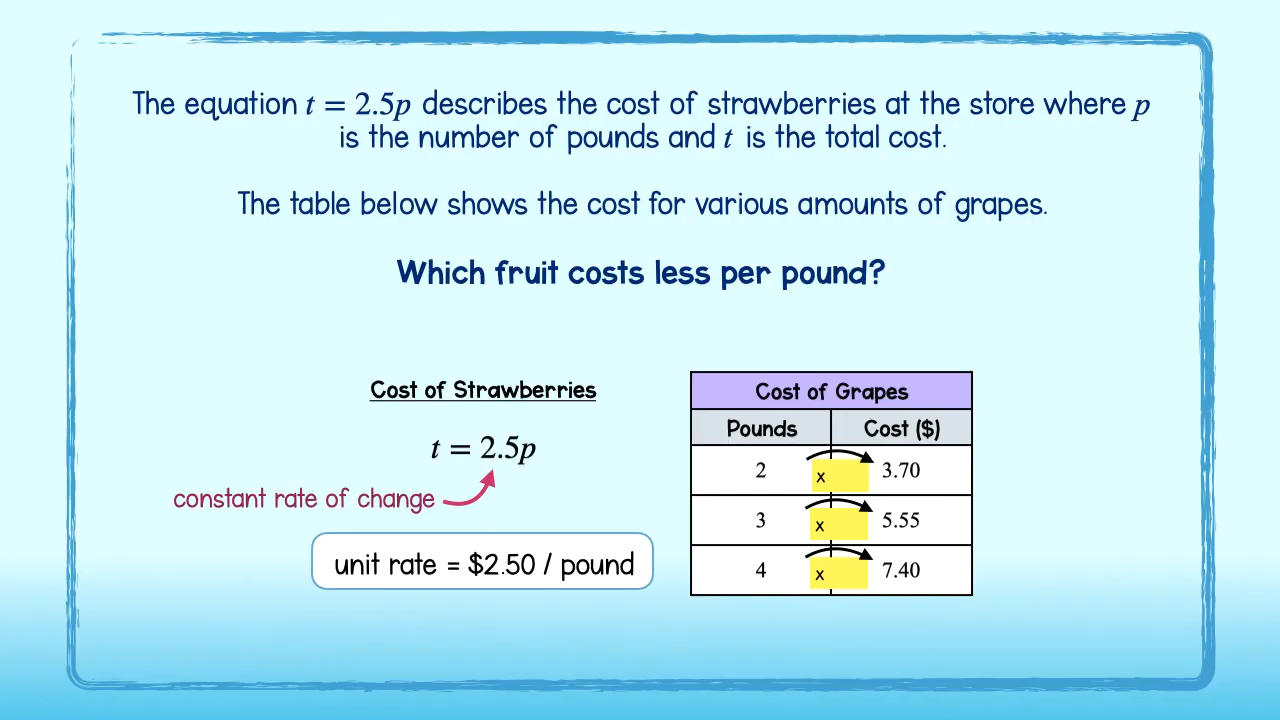 The equation t = 2.5p describes the cost of strawberries at the store where p
is the number of pounds and t is the total cost.
The table below shows the cost for various amounts of grapes.
Which fruit costs less per pound?
Cost of Strawberries
t = 2.5p
constant rate of change
unit rate = $2.50 / pound
Cost of Grapes
Pounds Cost ($)
2 x 3.70
3 x 5.55
4 x 7.40